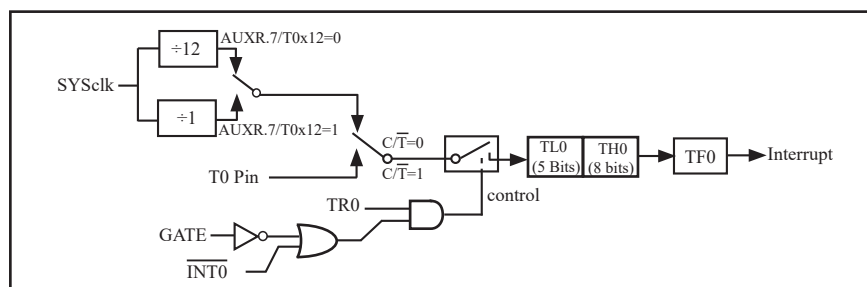 AUXR.7/T0x12=0
÷12
SYSclk
÷1
AUXR.7/T0x12=1
C/T̅=0
C/T̅=1
T0 Pin
TL0
(5 Bits)
TH0
(8 bits)
TF0
Interrupt
control
TR0
GATE
I̅N̅T̅0̅